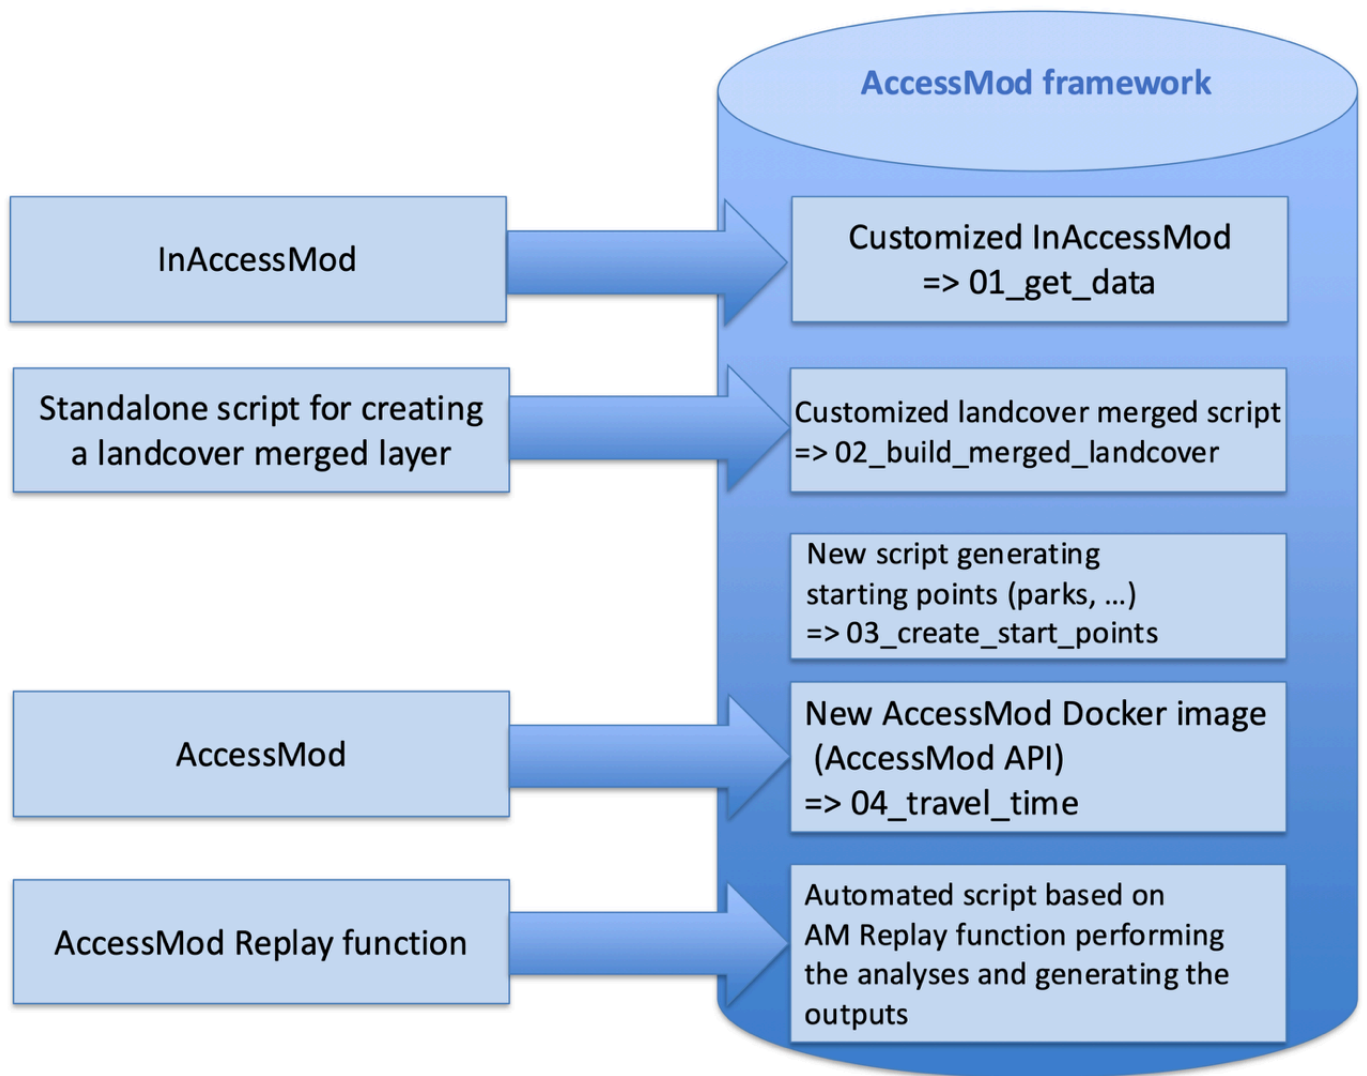 AccessMod framework
InAccessMod
Customized InAccessMod
=> 01_get_data
Standalone script for creating
a landcover merged layer
Customized landcover merged script
=> 02_build_merged_landcover
New script generating
starting points (parks, ...)
=> 03_create_start_points
AccessMod
New AccessMod Docker image
(AccessMod API)
=> 04_travel_time
AccessMod Replay function
Automated script based on
AM Replay function performing
the analyses and generating the
outputs